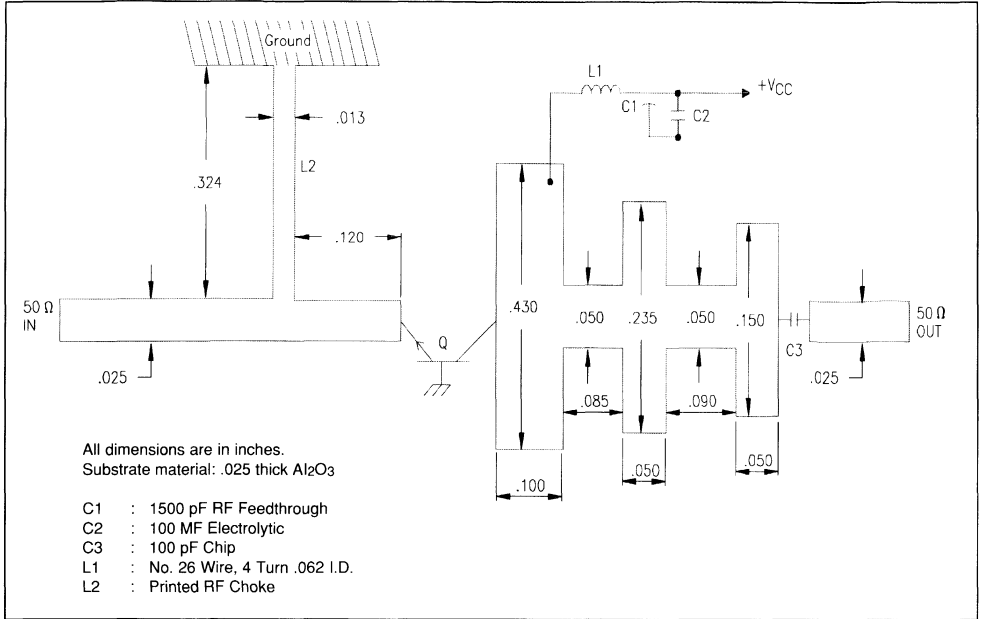 Ground
L1
+VCC
C1
C2
.013
L2
.324
.120
50 Ω
IN
.430
.050
.235
.050
.150
50 Ω
OUT
Q
C3
.025
.025
.085
.090
.050
.050
.100
All dimensions are in inches.
Substrate material: .025 thick Al2O3
C1 : 1500 pF RF Feedthrough
C2 : 100 MF Electrolytic
C3 : 100 pF Chip
L1 : No. 26 Wire, 4 Turn .062 I.D.
L2 : Printed RF Choke